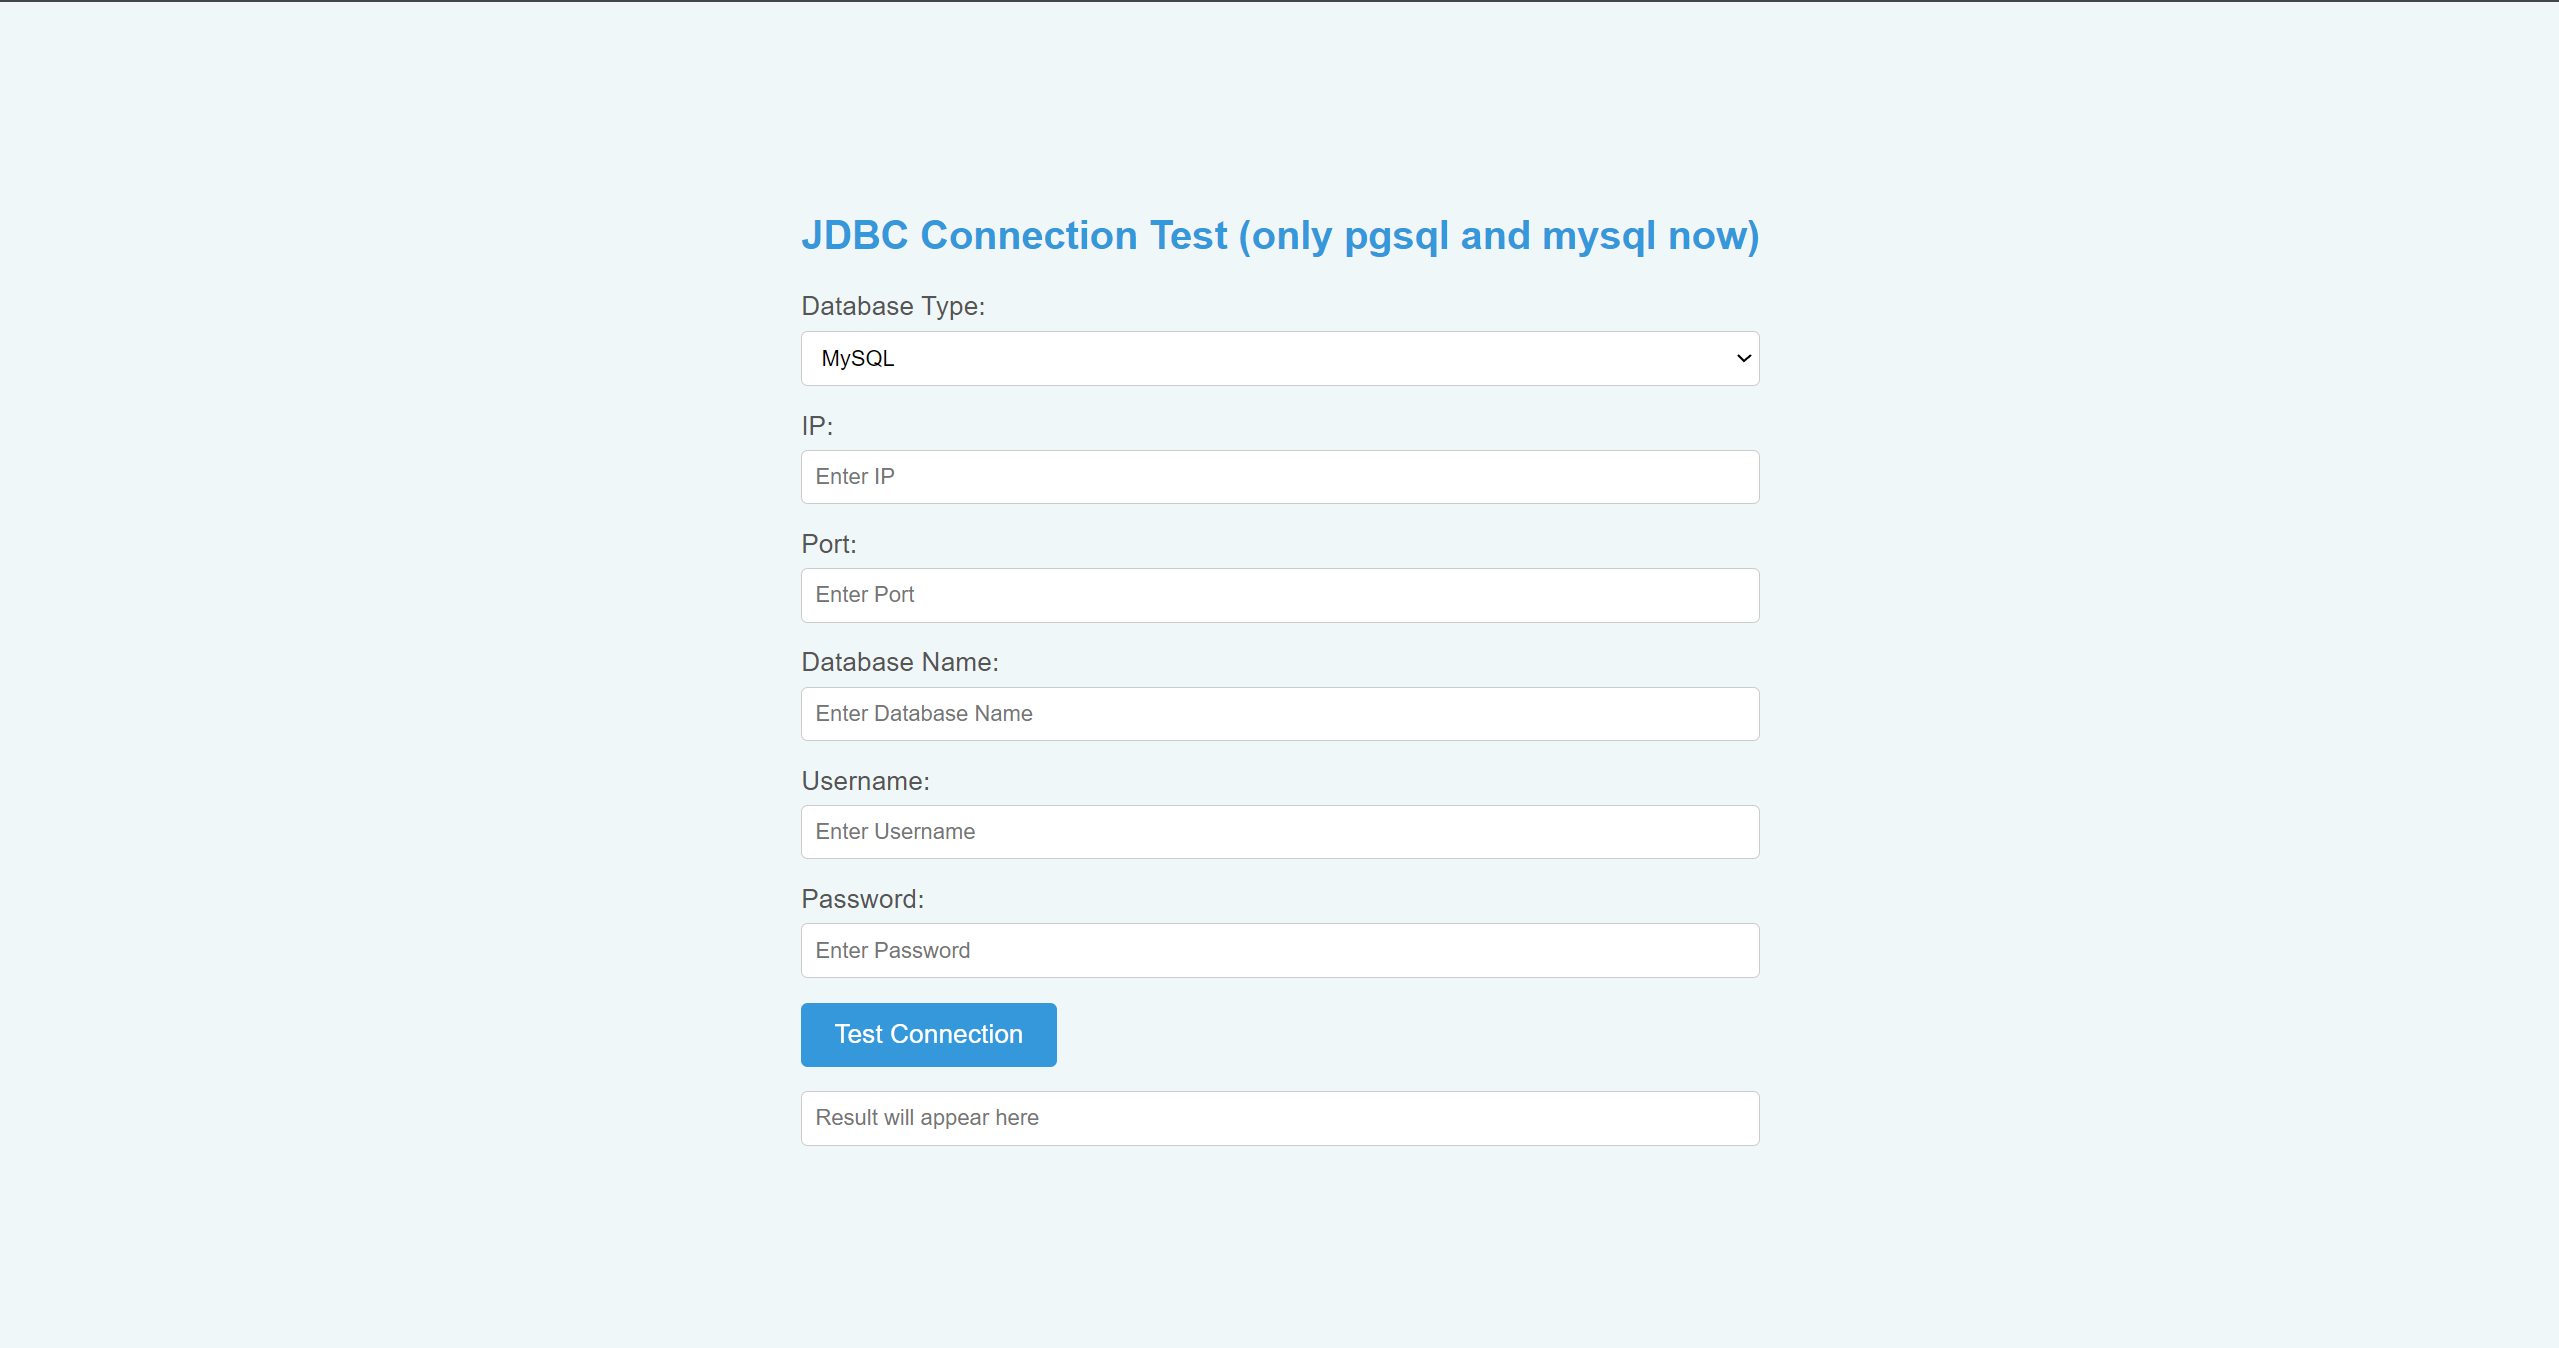 JDBC Connection Test (only pgsql and mysql now)
Database Type:
MySQL
IP:
Enter IP
Port:
Enter Port
Database Name:
Enter Database Name
Username:
Enter Username
Password:
Enter Password
Test Connection
Result will appear here